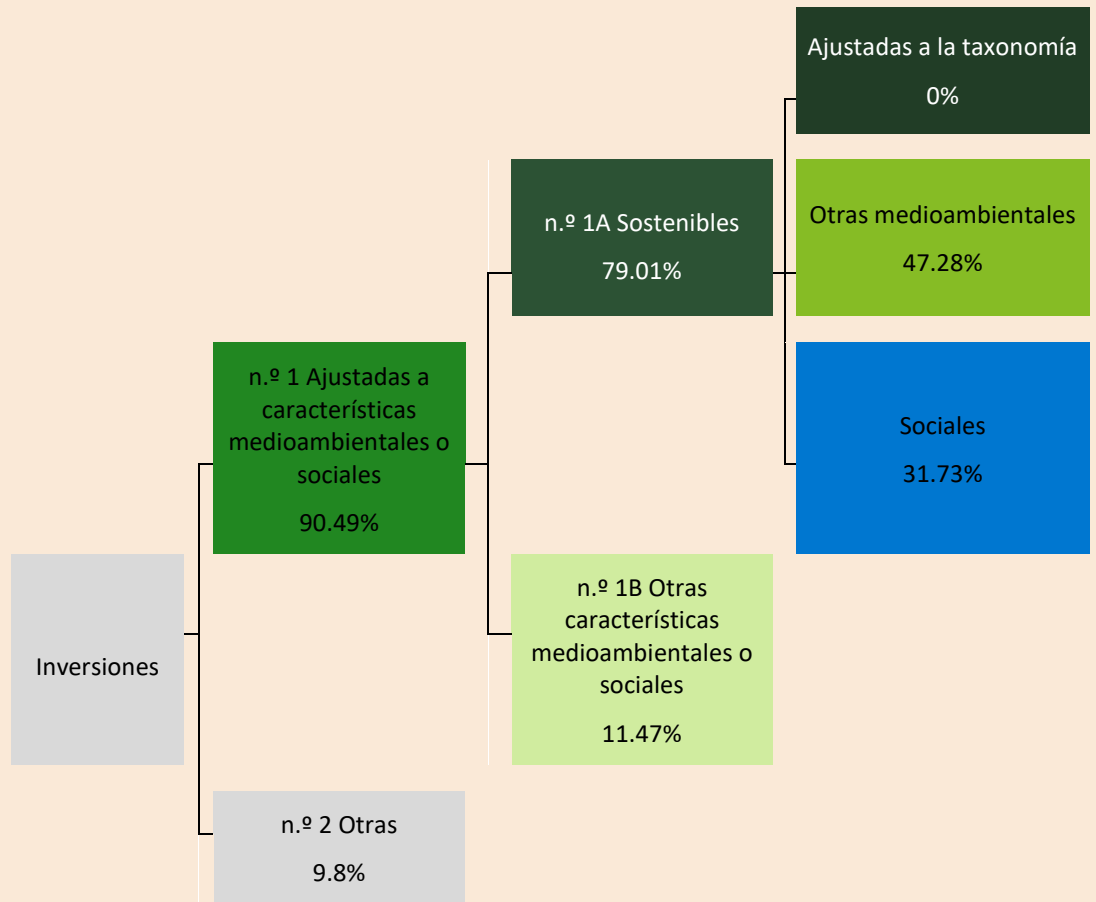 Inversiones
n.º 1 Ajustadas a
características
medioambientales o
sociales
90.49%
n.º 2 Otras
9.8%
n.º 1A Sostenibles
79.01%
n.º 1B Otras
características
medioambientales o
sociales
11.47%
Ajustadas a la taxonomía
0%
Otras medioambientales
47.28%
Sociales
31.73%